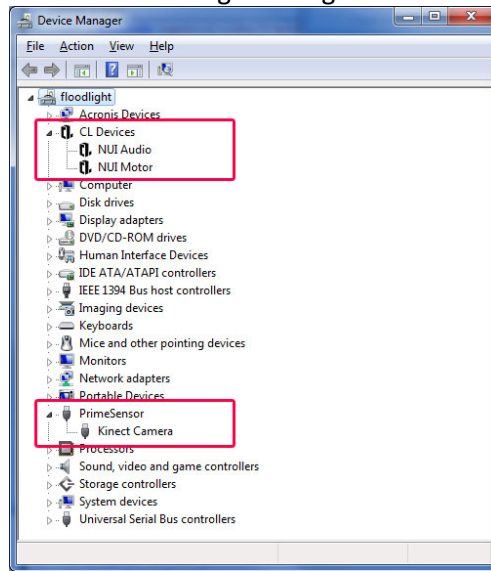 Device Manager
File Action View Help
floodlight
Acronis Devices
CL Devices
NUI Audio
NUI Motor
Computer
Disk drives
Display adapters
DVD/CD-ROM drives
Human Interface Devices
IDE ATA/ATAPI controllers
IEEE 1394 Bus host controllers
Imaging devices
Keyboards
Mice and other pointing devices
Monitors
Network adapters
Portable Devices
PrimeSensor
Kinect Camera
Processors
Sound, video and game controllers
Storage controllers
System devices
Universal Serial Bus controllers